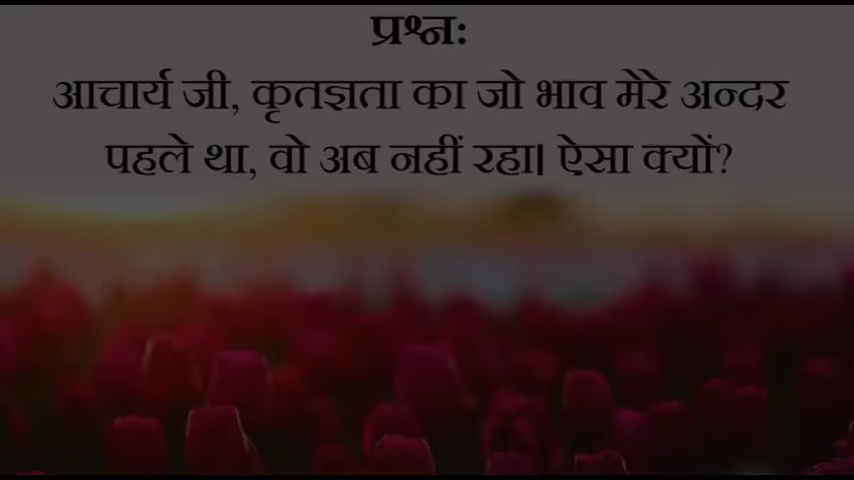 प्रश्न:
आचार्य जी, कृतज्ञता का जो भाव मेरे अन्दर
पहले था, वो अब नहीं रहा। ऐसा क्यों?